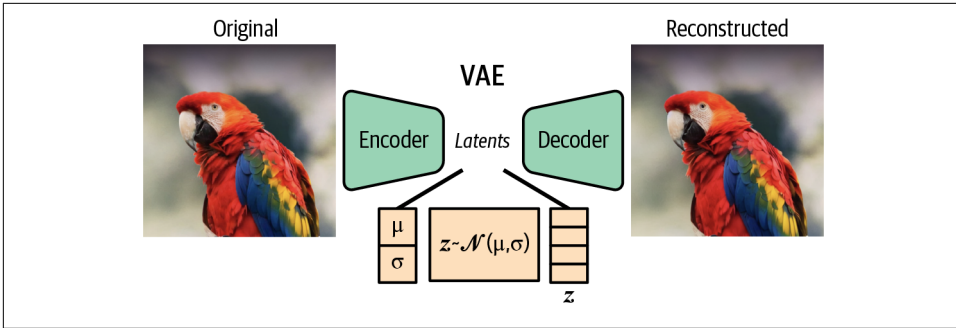 Original
Reconstructed
VAE
Encoder
Latents
Decoder
μ
σ
z~𝒩(μ,σ)
z